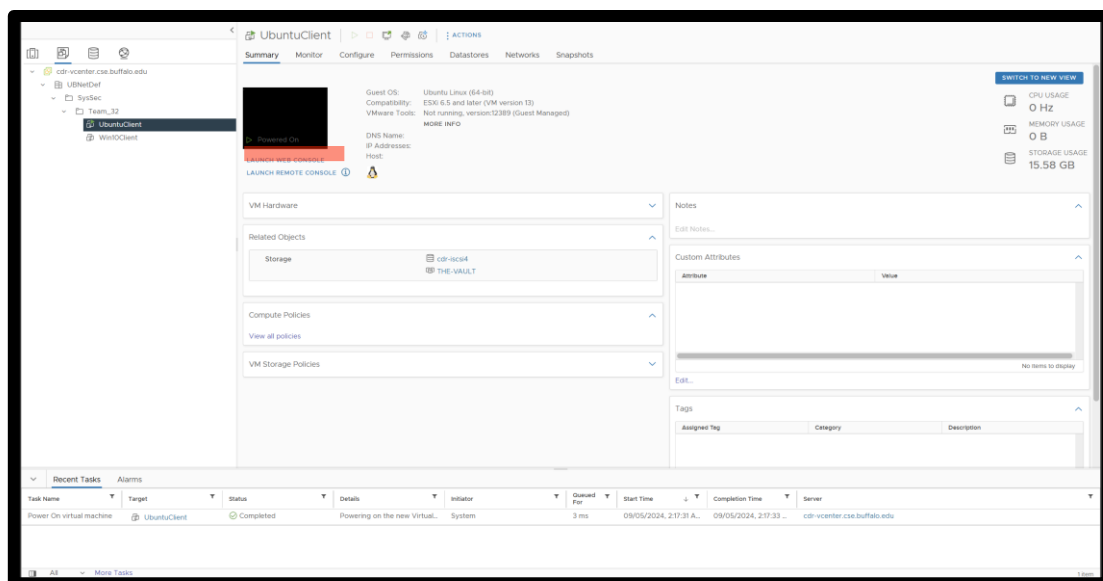 UbuntuClient
ACTIONS
Summary Monitor Configure Permissions Datastores Networks Snapshots
cdr-vcenter.cse.buffalo.edu
UBNetDef
SysSec
Team_32
UbuntuClient
Win10Client
Powered On
LAUNCH WEB CONSOLE
LAUNCH REMOTE CONSOLE
Guest OS: Ubuntu Linux (64-bit)
Compatibility: ESXi 6.5 and later (VM version 13)
VMware Tools: Not running, version:12389 (Guest Managed)
MORE INFO
DNS Name:
IP Addresses:
Host:
SWITCH TO NEW VIEW
CPU USAGE
0 Hz
MEMORY USAGE
0 B
STORAGE USAGE
15.58 GB
VM Hardware
Related Objects
Storage cdr-iscsi4
THE-VAULT
Compute Policies
View all policies
VM Storage Policies
Notes
Edit Notes...
Custom Attributes
Attribute Value
No items to display
Edit...
Tags
Assigned Tag Category Description
Recent Tasks Alarms
Task Name Target Status Details Initiator Queued For Start Time Completion Time Server
Power On virtual machine UbuntuClient Completed Powering on the new Virtual... System 3 ms 09/05/2024, 2:17:31 A... 09/05/2024, 2:17:33 ... cdr-vcenter.cse.buffalo.edu
All More Tasks 1 item